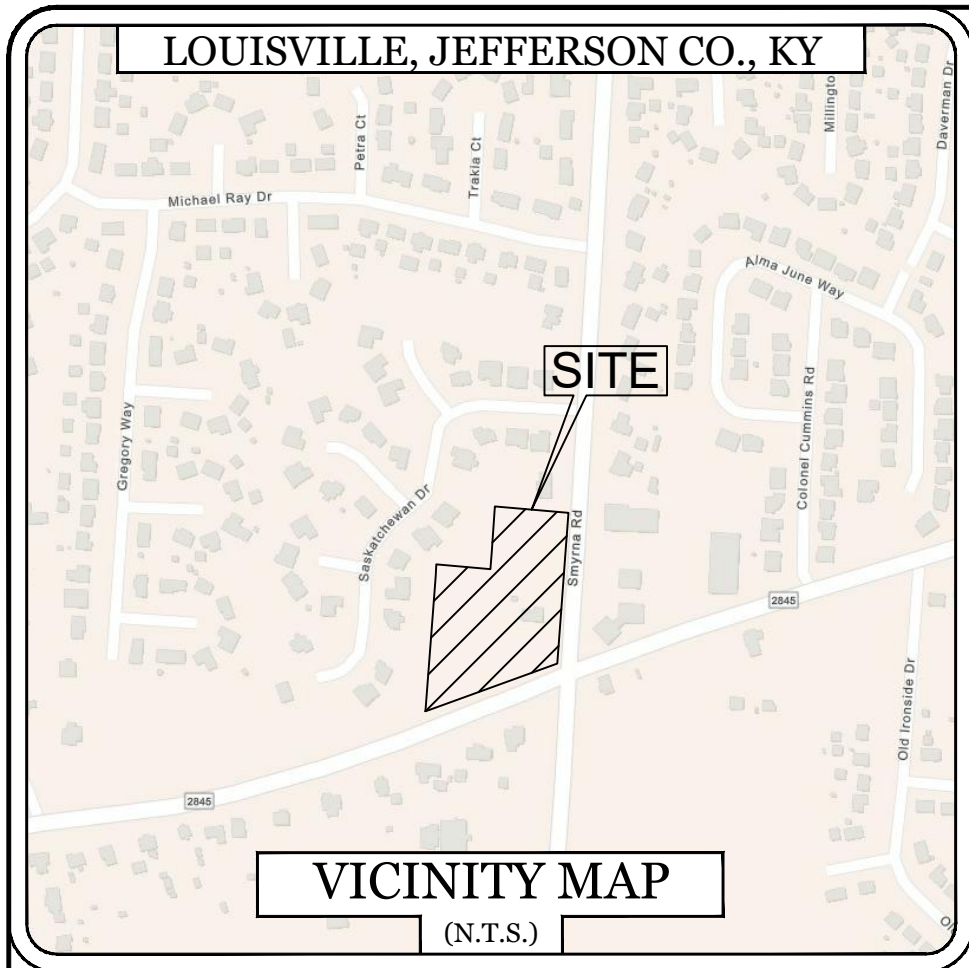 LOUISVILLE, JEFFERSON CO., KY
Millingto
Daverman Dr
Petra Ct
Trakia Ct
Michael Ray Dr
Alma June Way
SITE
Gregory Way
Colonel Cummins Rd
Saskatchewan Dr
Smyrna Rd
2845
Old Ironside Dr
2845
VICINITY MAP
(N.T.S.)
Ol